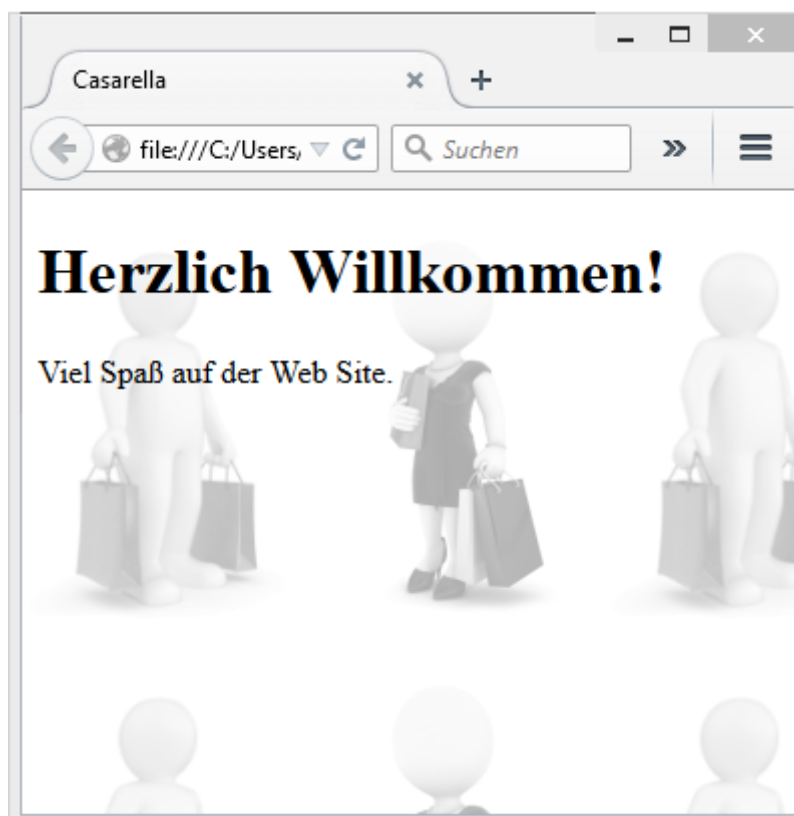 Casarella
file:///C:/Users/
Suchen
Herzlich Willkommen!
Viel Spaß auf der Web Site.